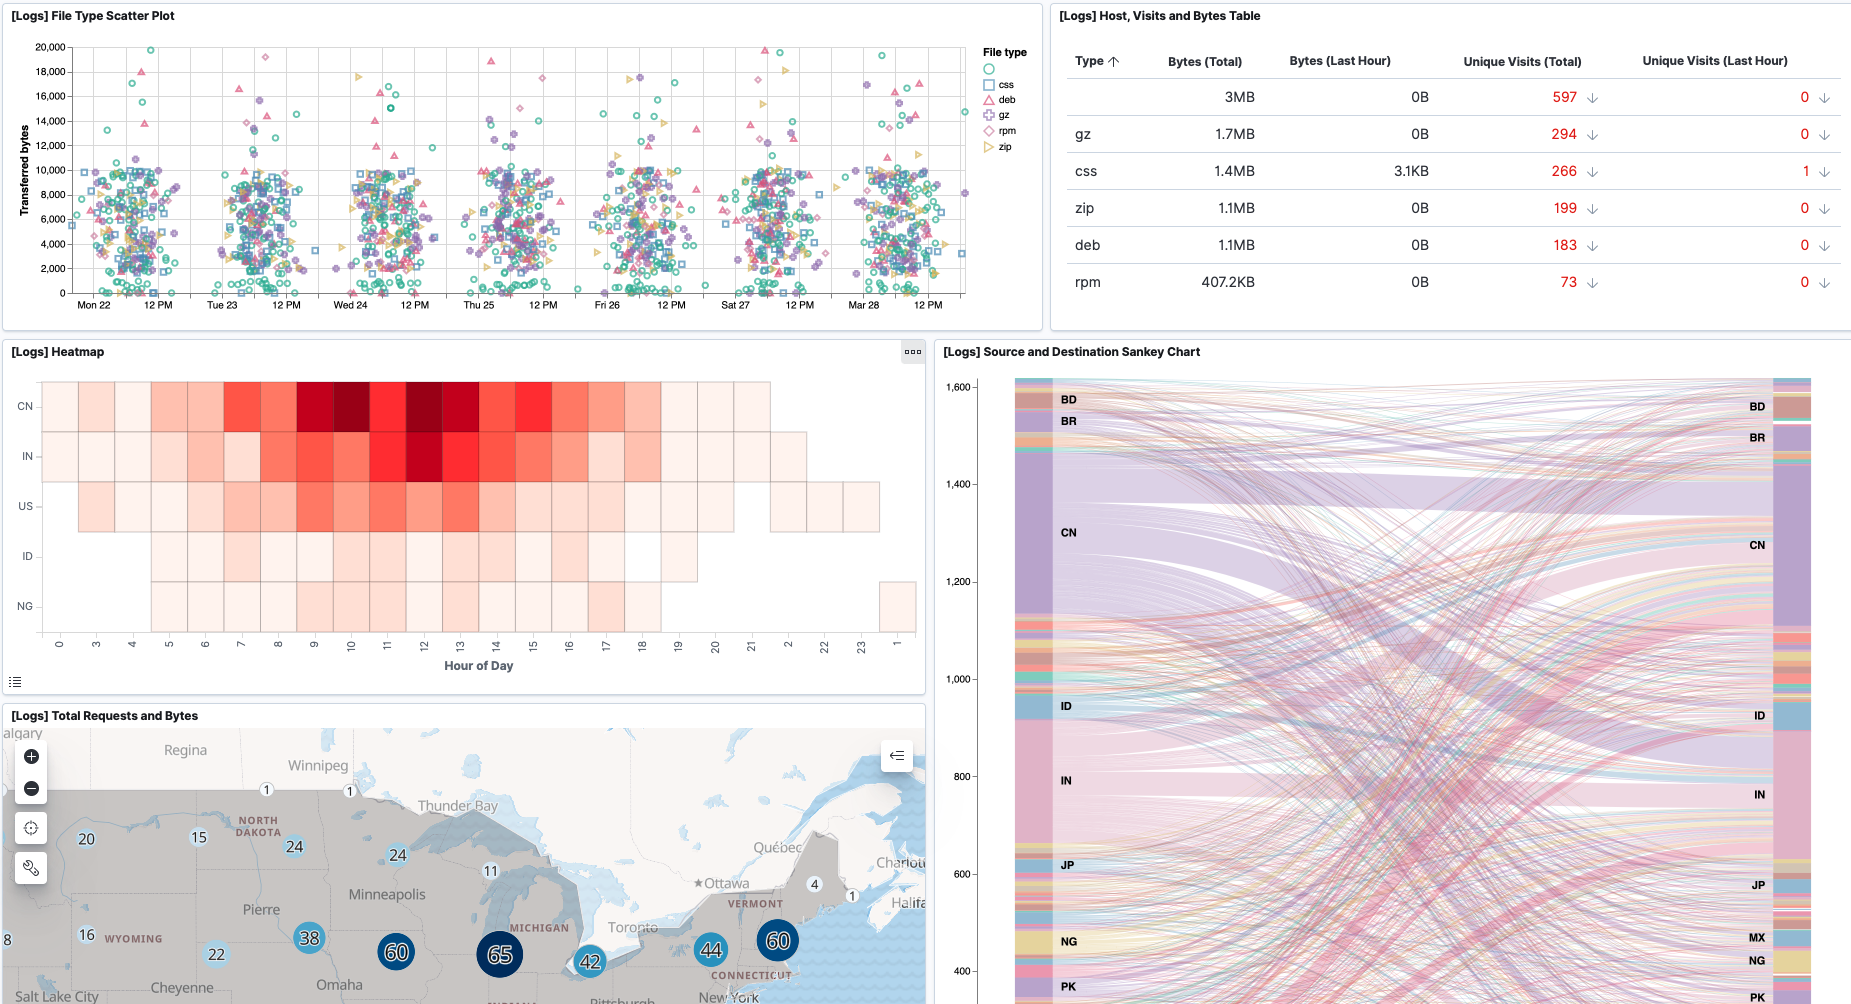 [Logs] File Type Scatter Plot
20,000
18,000
16,000
14,000
12,000
10,000
8,000
6,000
4,000
2,000
0
Transferred bytes
Mon 22
12 PM
Tue 23
12 PM
Wed 24
12 PM
Thu 25
12 PM
Fri 26
12 PM
Sat 27
12 PM
Mar 28
12 PM
File type
css
deb
gz
rpm
zip
[Logs] Host, Visits and Bytes Table
Type Bytes (Total) Bytes (Last Hour) Unique Visits (Total) Unique Visits (Last Hour)
3MB 0B 597 0
gz 1.7MB 0B 294 0
css 1.4MB 3.1KB 266 1
zip 1.1MB 0B 199 0
deb 1.1MB 0B 183 0
rpm 407.2KB 0B 73 0
[Logs] Heatmap
CN
IN
US
ID
NG
0 3 4 5 6 7 8 9 10 11 12 13 14 15 16 17 18 19 20 21 2 22 23 1
Hour of Day
[Logs] Source and Destination Sankey Chart
1,600
1,400
1,200
1,000
800
600
400
BD
BR
CN
ID
IN
JP
NG
PK
BD
BR
CN
ID
IN
JP
MX
NG
PK
[Logs] Total Requests and Bytes
algary
Regina
Winnipeg
1
1
Thunder Bay
NORTH
DAKOTA
20
15
24
24
11
Québec
Charlott
Ottawa
4
1
Minneapolis
VERMONT
Halifa
Pierre
MICHIGAN
Toronto
8
16
WYOMING
38
60
65
42
44
60
22
CONNECTICUT
Cheyenne
Omaha
Salt Lake City
Pittsburgh
New York